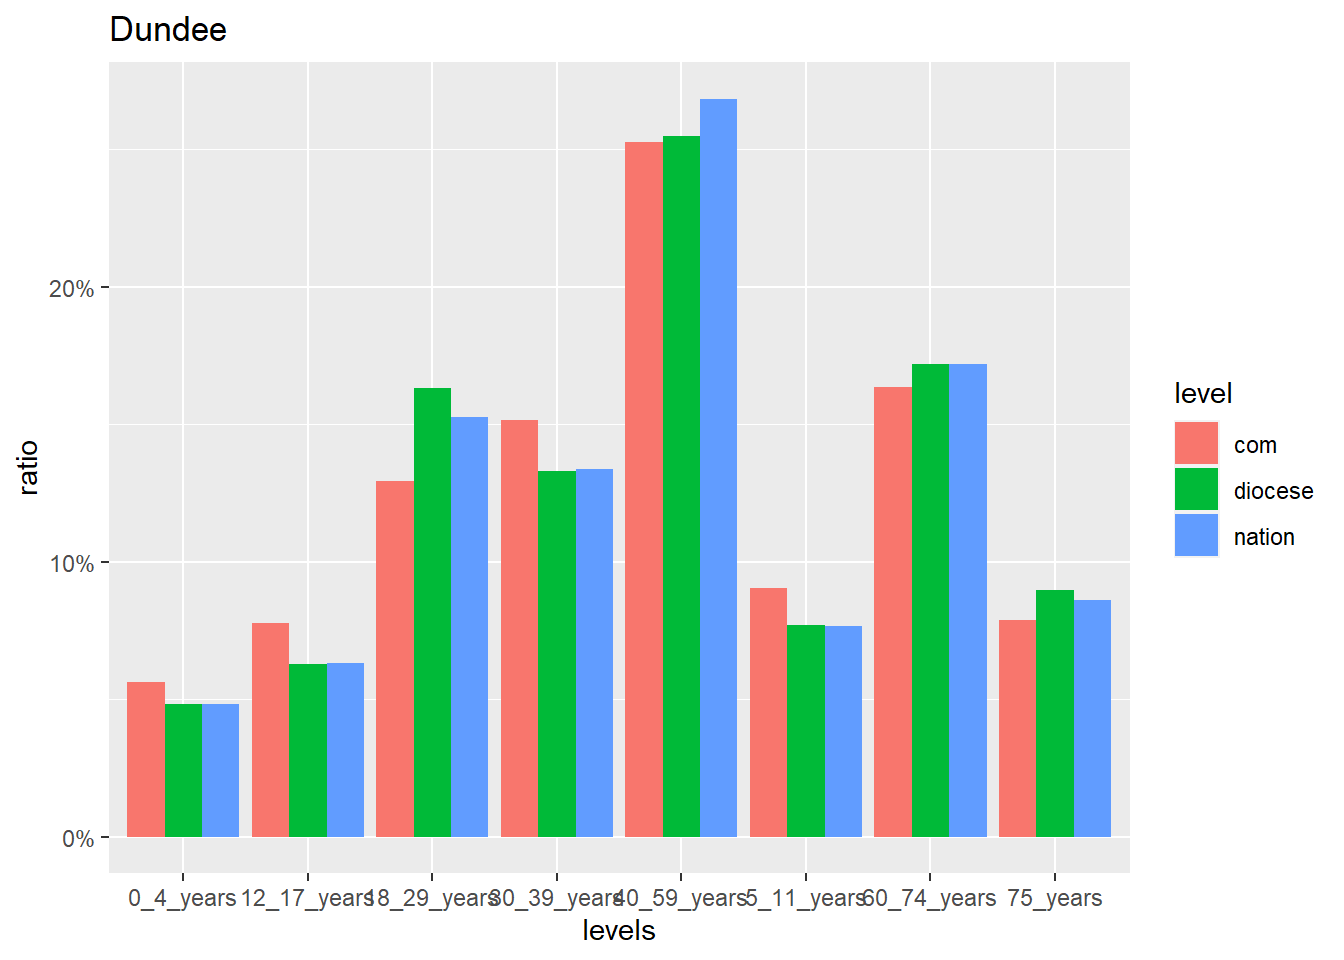 Dundee
20%
10%
0%
ratio
0_4_years 12_17_years 18_29_years 30_39_years 40_59_years 5_11_years 60_74_years 75_years
levels
level
com
diocese
nation